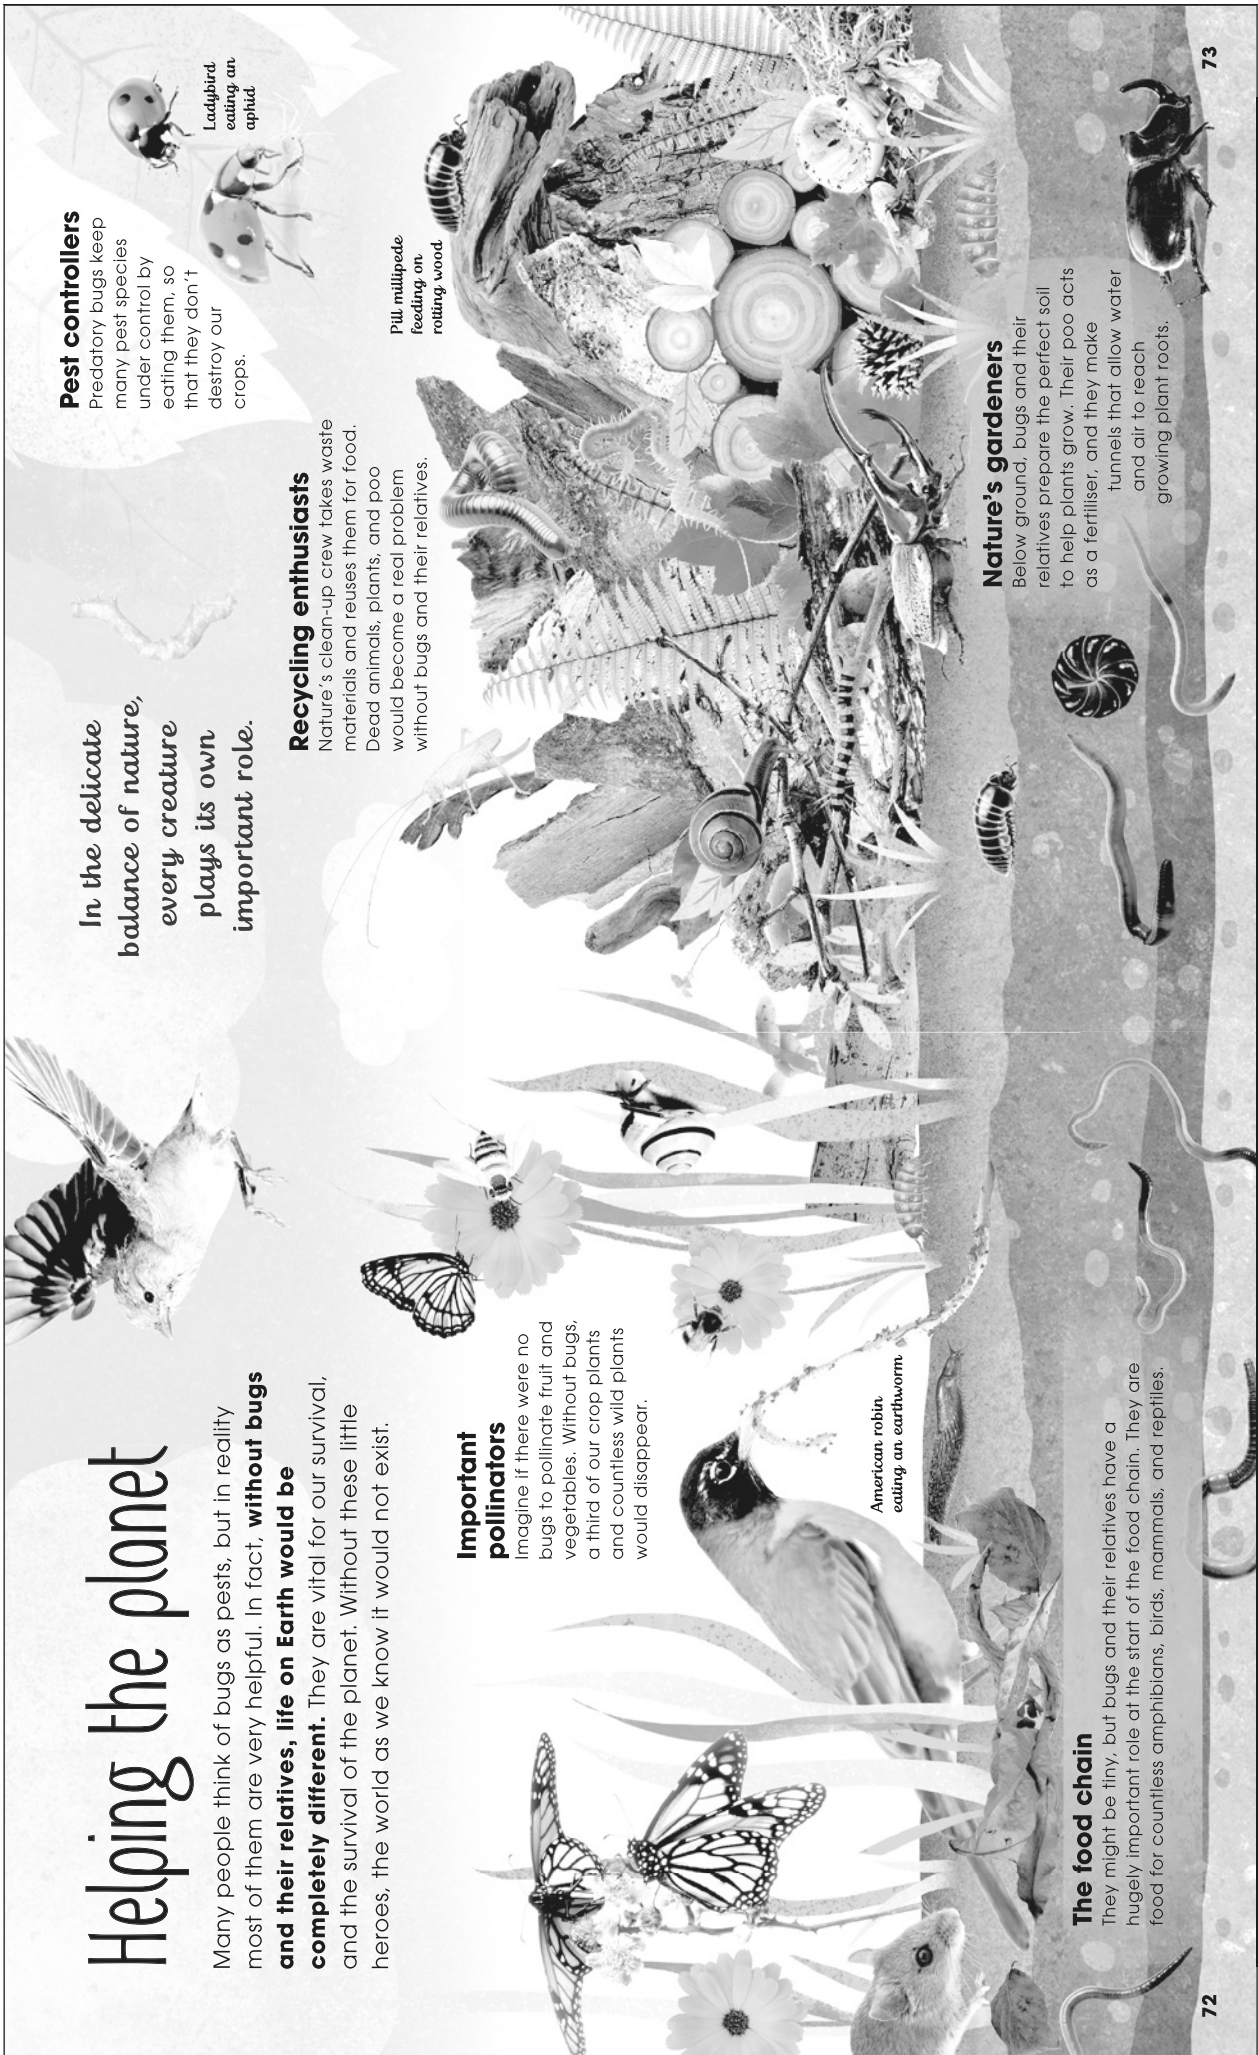 Helping the planet
Many people think of bugs as pests, but in reality
most of them are very helpful. In fact, without bugs
and their relatives, life on Earth would be
completely different. They are vital for our survival,
and the survival of the planet. Without these little
heroes, the world as we know it would not exist.
Important
pollinators
Imagine if there were no
bugs to pollinate fruit and
vegetables. Without bugs,
a third of our crop plants
and countless wild plants
would disappear.
American robin
eating an earthworm
The food chain
They might be tiny, but bugs and their relatives have a
hugely important role at the start of the food chain. They are
food for countless amphibians, birds, mammals, and reptiles.
72
In the delicate
balance of nature,
every creature
plays its own
important role.
Pest controllers
Predatory bugs keep
many pest species
under control by
eating them, so
that they don't
destroy our
crops.
Ladybird
eating an
aphid
Recycling enthusiasts
Nature's clean-up crew takes waste
materials and reuses them for food.
Dead animals, plants, and poo
would become a real problem
without bugs and their relatives.
Pill millipede
feeding on
rotting wood
Nature's gardeners
Below ground, bugs and their
relatives prepare the perfect soil
to help plants grow. Their poo acts
as a fertiliser, and they make
tunnels that allow water
and air to reach
growing plant roots.
73